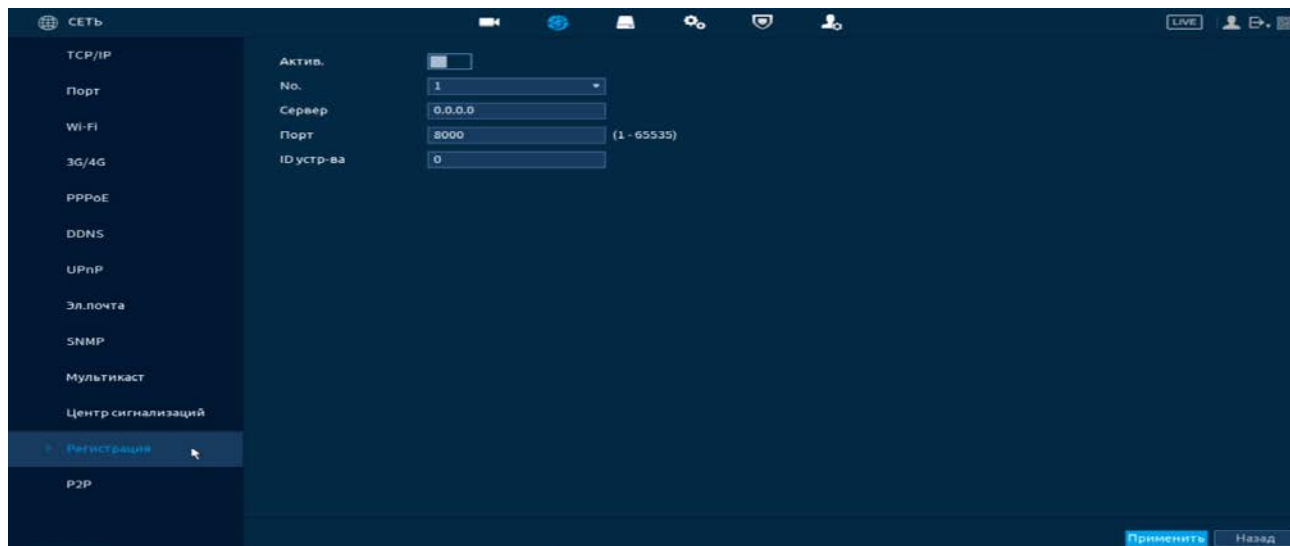 СЕТЬ
LIVE
TCP/IP
Порт
Wi-Fi
3G/4G
PPPoE
DDNS
UPnP
Эл.почта
SNMP
Мультикаст
Центр сигнализаций
Регистрация
P2P
Актив.
No. 1
Сервер 0.0.0.0
Порт 8000 (1 - 65535)
ID устр-ва 0
Применить Назад